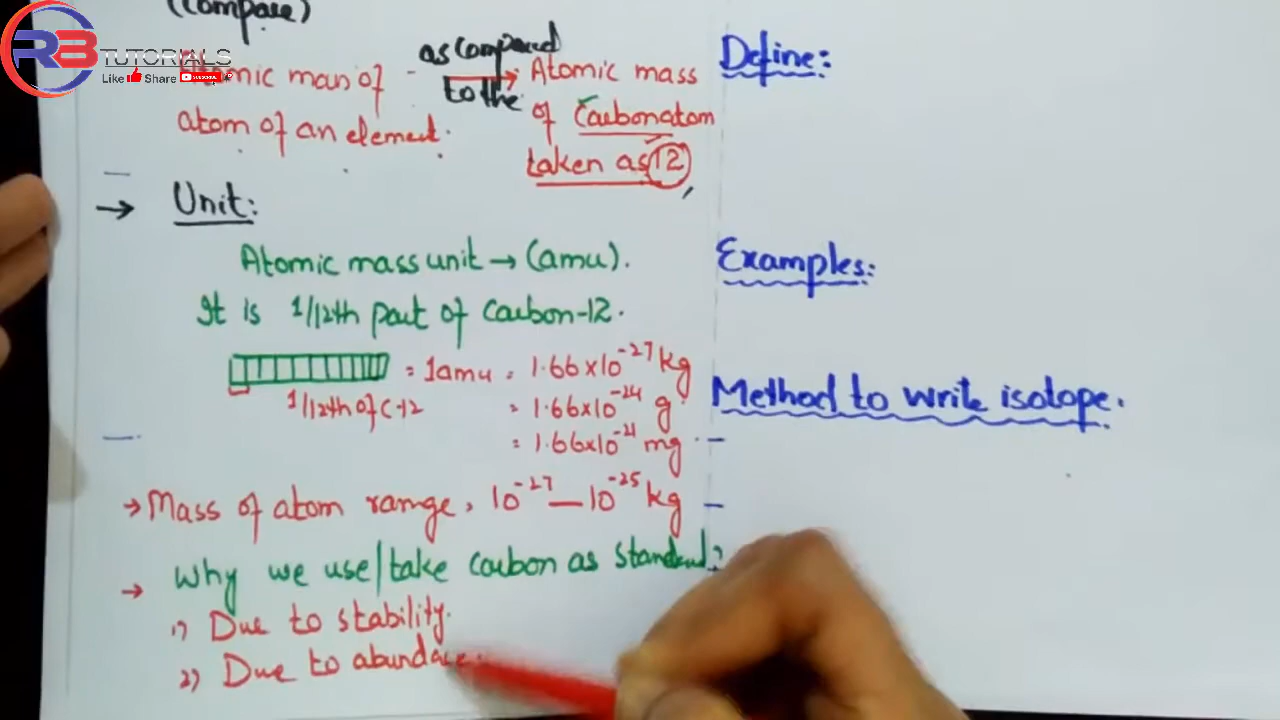 (Compare)
RB TUTORIALS
Like Share
Atomic mass of
atom of an element.
as compared
to the
Atomic mass
of Carbon atom
taken as 12
→ Unit:
Atomic mass unit → (amu).
It is 1/12th part of Carbon-12.
= 1amu = 1.66x10⁻²⁷ kg
1/12th of C-12
= 1.66x10⁻²⁴ g
= 1.66x10⁻²¹ mg
→ Mass of atom range, 10⁻²⁷ — 10⁻²⁵ kg
→ Why we use/take carbon as standard?
1) Due to stability.
2) Due to abundace.
Define:
Examples:
Method to write isotope.